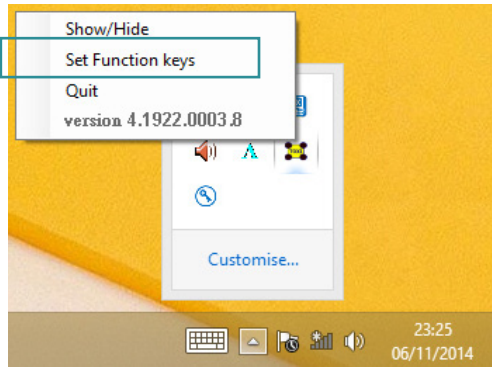 Show/Hide
Set Function keys
Quit
version 4.1922.0003.8
Customise...
23:25
06/11/2014